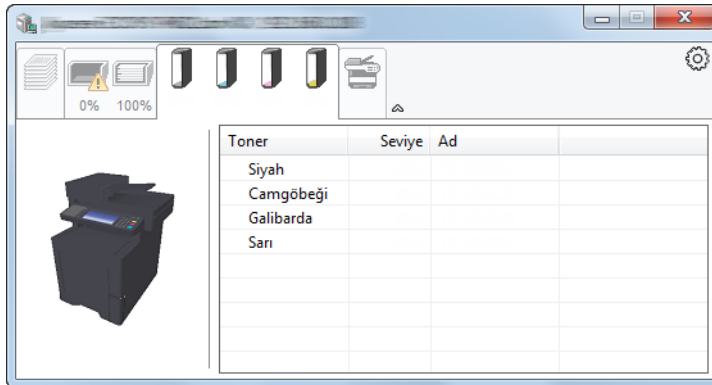 0% 100%
Toner Seviye Ad
Siyah
Camgöbeği
Galibarda
Sarı